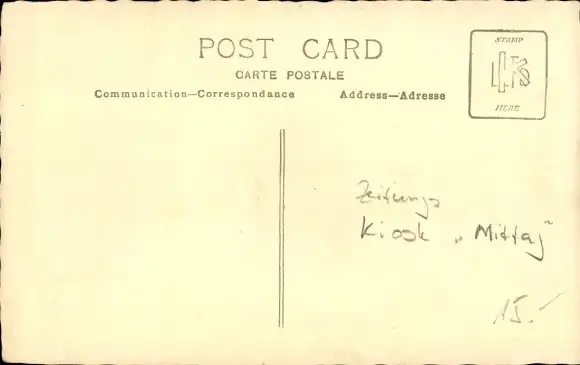 POST CARD
CARTE POSTALE
Communication—Correspondance
Address—Adresse
STAMP
HERE
Zeitungs
Kiosk „Mittag"
15.-